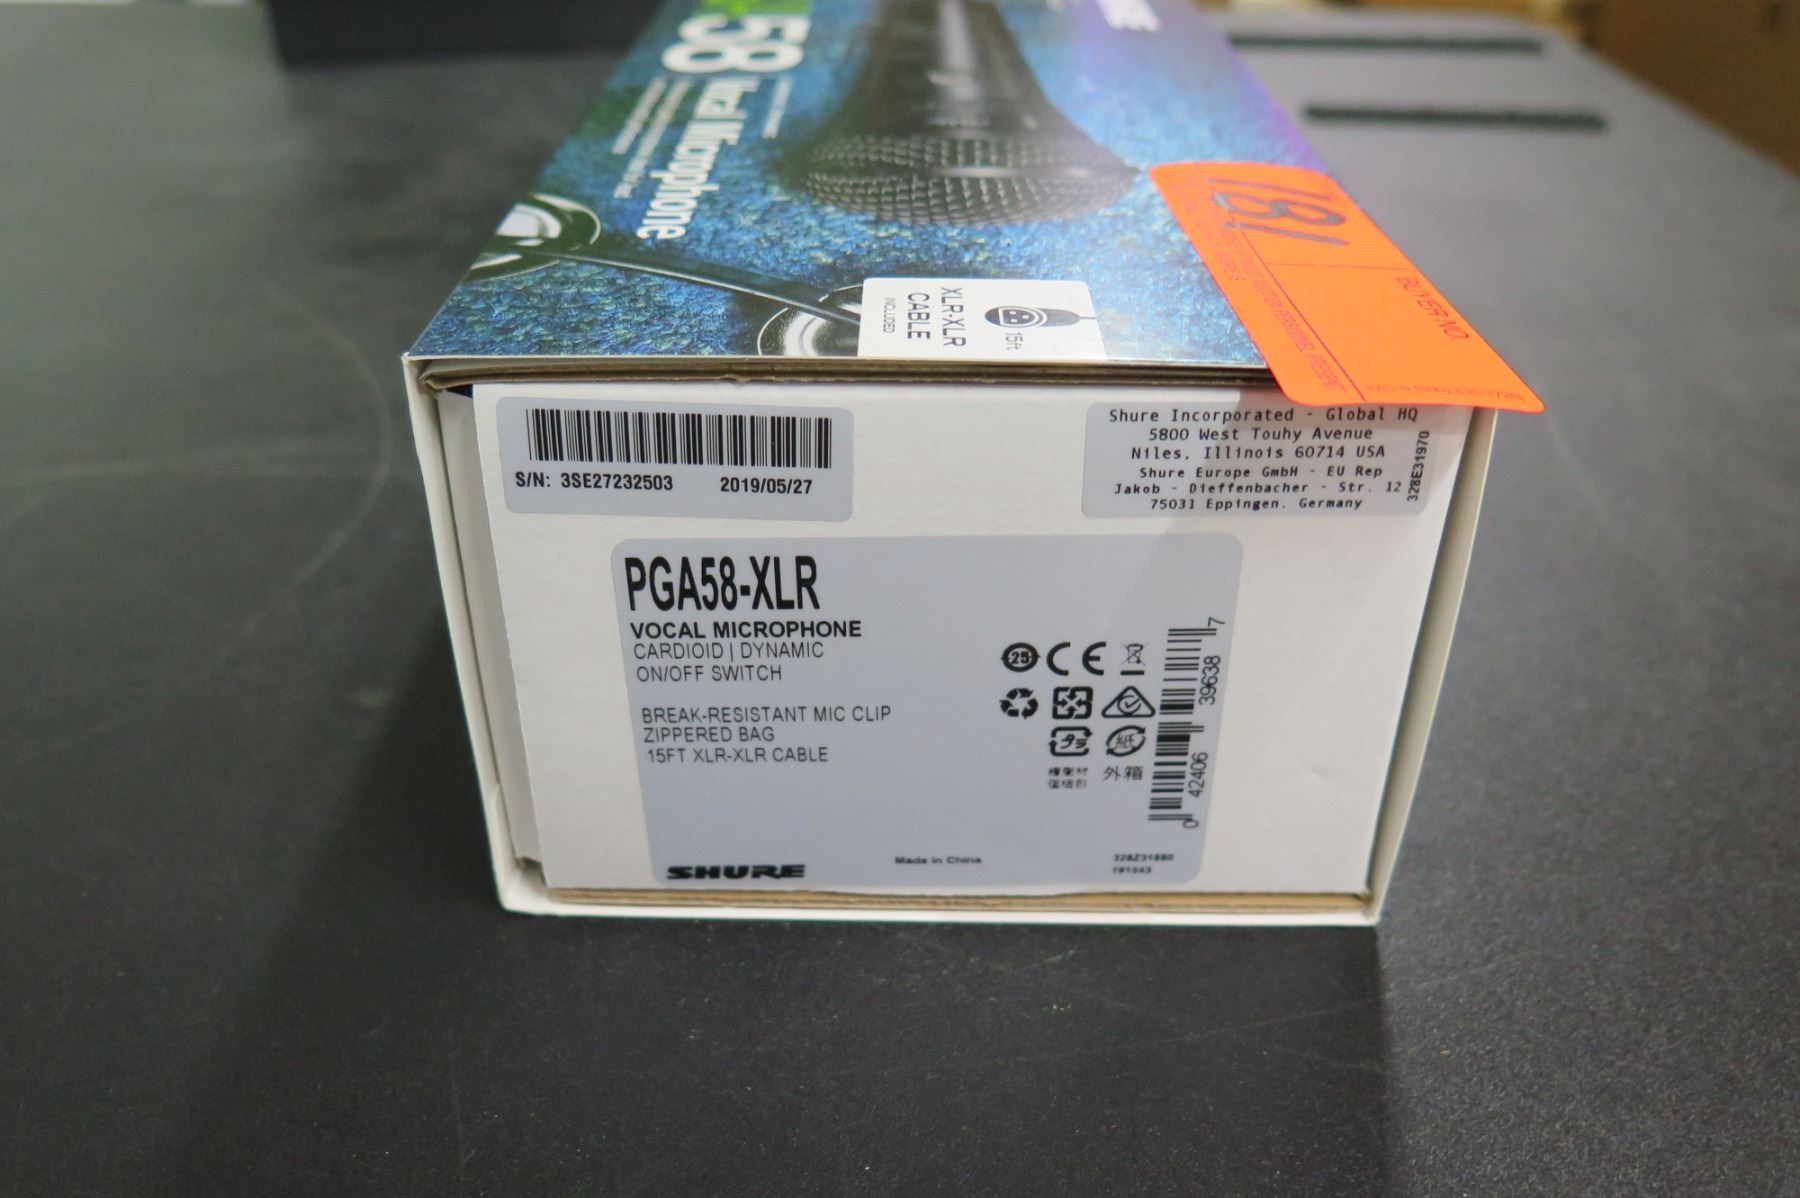 58
Vocal Microphone
XLR-XLR
CABLE
INCLUDED
15ft
181
BUYER NO.
S/N: 3SE27232503 2019/05/27
Shure Incorporated - Global HQ
5800 West Touhy Avenue
Niles, Illinois 60714 USA
Shure Europe GmbH - EU Rep
Jakob - Dieffenbacher - Str. 12
75031 Eppingen. Germany
328E31970
PGA58-XLR
VOCAL MICROPHONE
CARDIOID | DYNAMIC
ON/OFF SWITCH
BREAK-RESISTANT MIC CLIP
ZIPPERED BAG
15FT XLR-XLR CABLE
25
CE
紙
外箱
0 42406 39638 7
SHURE
Made in China
328Z31880
191543